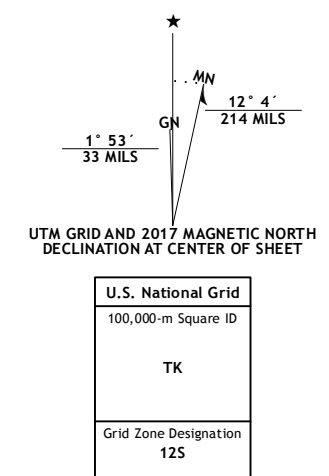 MN
GN
12° 4´
214 MILS
1° 53´
33 MILS
UTM GRID AND 2017 MAGNETIC NORTH
DECLINATION AT CENTER OF SHEET
U.S. National Grid
100,000-m Square ID
TK
Grid Zone Designation
12S